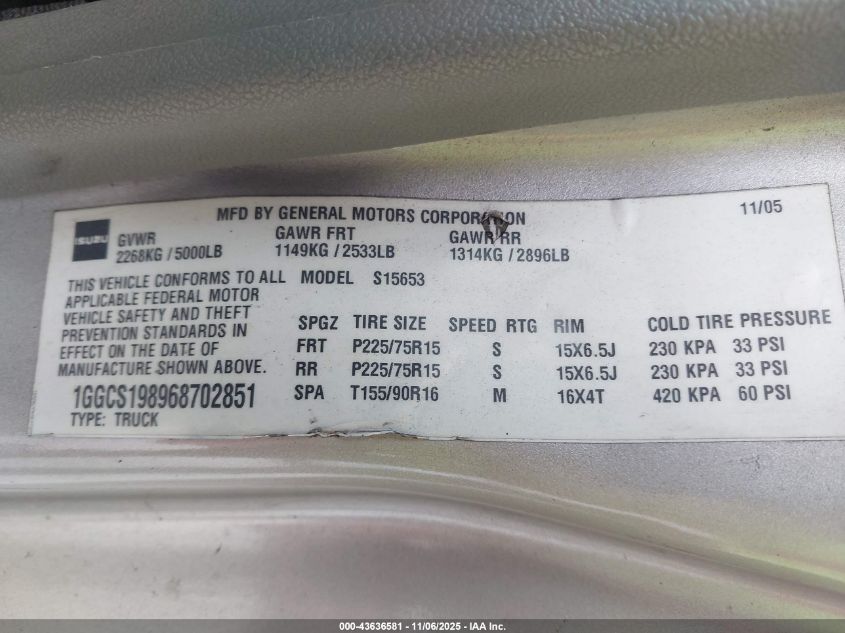 MFD BY GENERAL MOTORS CORPORATION 11/05
ISUZU
GVWR GAWR FRT GAWR RR
2268KG / 5000LB 1149KG / 2533LB 1314KG / 2896LB
THIS VEHICLE CONFORMS TO ALL MODEL S15653
APPLICABLE FEDERAL MOTOR
VEHICLE SAFETY AND THEFT
PREVENTION STANDARDS IN
EFFECT ON THE DATE OF
MANUFACTURE SHOWN ABOVE.
SPGZ TIRE SIZE SPEED RTG RIM COLD TIRE PRESSURE
FRT P225/75R15 S 15X6.5J 230 KPA 33 PSI
RR P225/75R15 S 15X6.5J 230 KPA 33 PSI
SPA T155/90R16 M 16X4T 420 KPA 60 PSI
1GGCS198968702851
TYPE: TRUCK
000-43636581 - 11/06/2025 - IAA Inc.